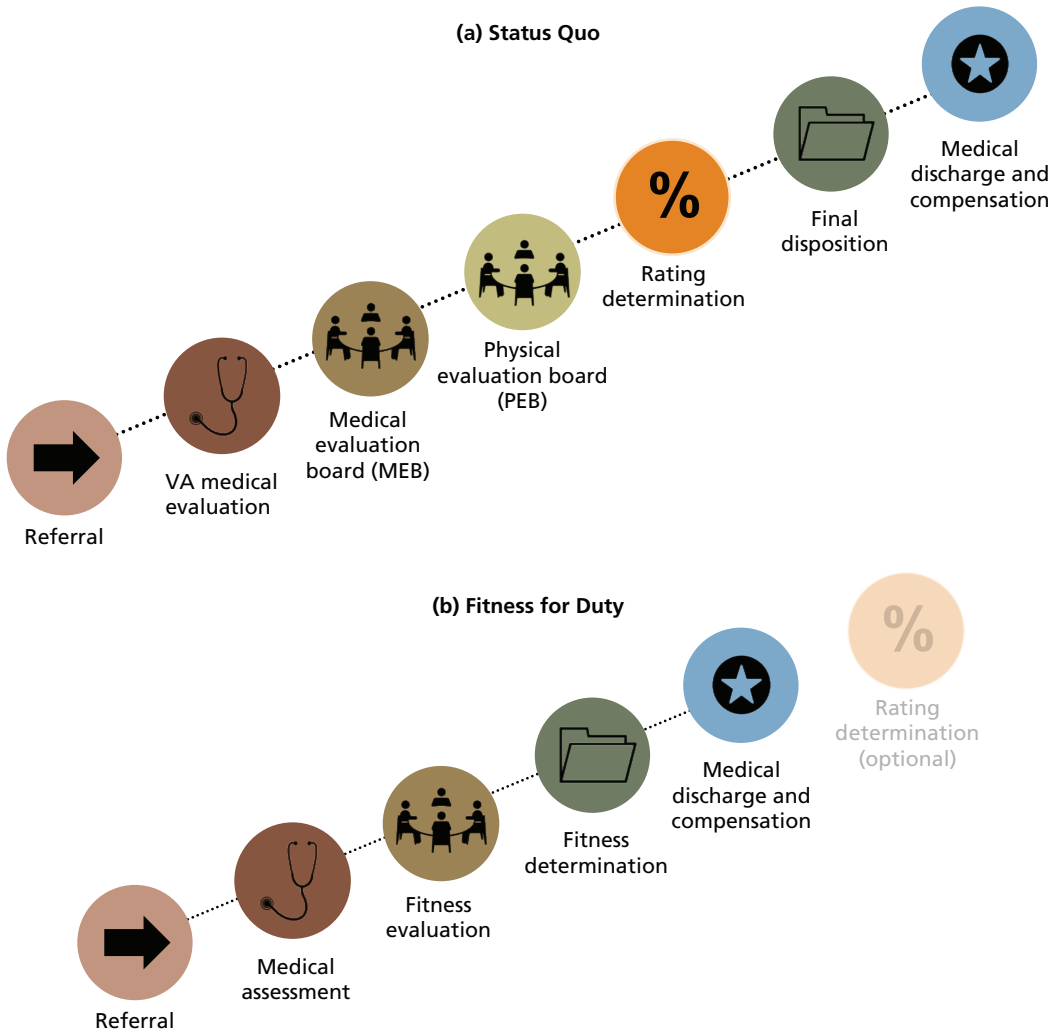 (a) Status Quo
Referral
VA medical
evaluation
Medical
evaluation
board (MEB)
Physical
evaluation board
(PEB)
%
Rating
determination
Final
disposition
Medical
discharge and
compensation
(b) Fitness for Duty
Referral
Medical
assessment
Fitness
evaluation
Fitness
determination
Medical
discharge and
compensation
%
Rating
determination
(optional)